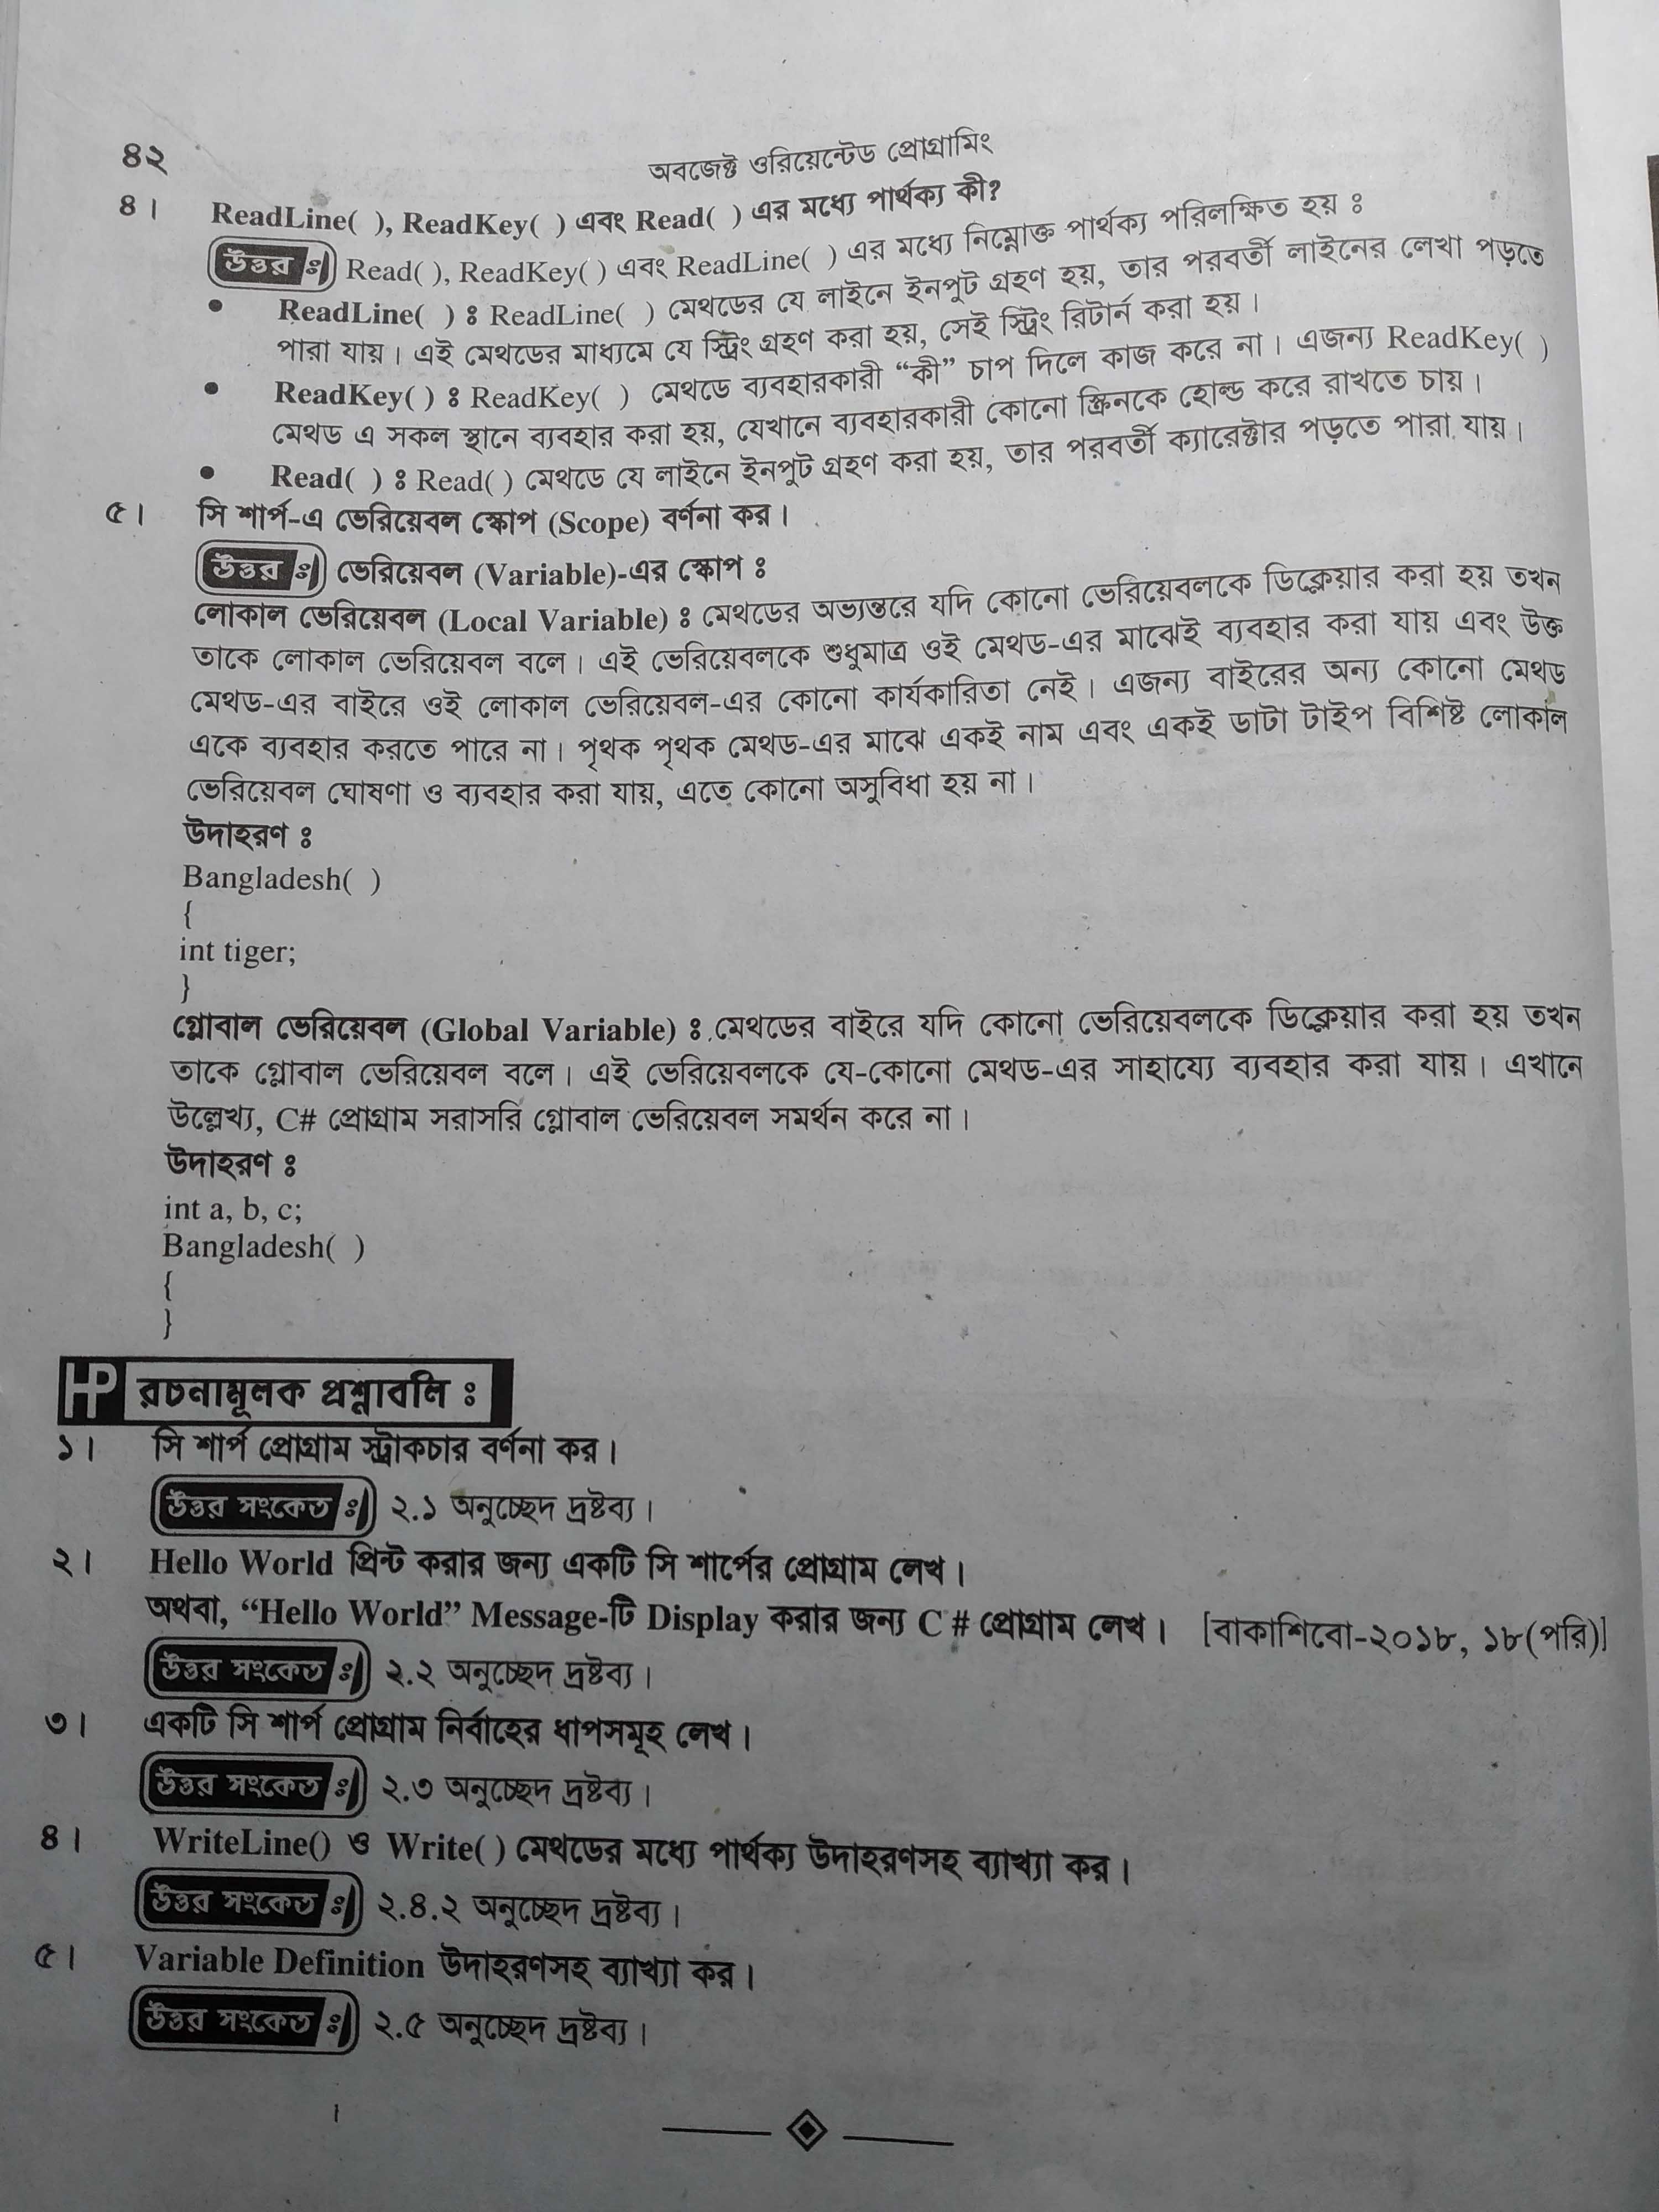 ৪২
অবজেক্ট ওরিয়েন্টেড প্রোগ্রামিং
৪। ReadLine( ), ReadKey( ) এবং Read( ) এর মধ্যে পার্থক্য কী?
উত্তর ঃ Read( ), ReadKey( ) এবং ReadLine( ) এর মধ্যে নিম্নোক্ত পার্থক্য পরিলক্ষিত হয় ঃ
• ReadLine( ) ঃ ReadLine( ) মেথডের যে লাইনে ইনপুট গ্রহণ হয়, তার পরবর্তী লাইনের লেখা পড়তে
পারা যায়। এই মেথডের মাধ্যমে যে স্ট্রিং গ্রহণ করা হয়, সেই স্ট্রিং রিটার্ন করা হয়।
• ReadKey( ) ঃ ReadKey( ) মেথডে ব্যবহারকারী “কী” চাপ দিলে কাজ করে না। এজন্য ReadKey( )
মেথড এ সকল স্থানে ব্যবহার করা হয়, যেখানে ব্যবহারকারী কোনো স্ক্রিনকে হোল্ড করে রাখতে চায়।
• Read( ) ঃ Read( ) মেথডে যে লাইনে ইনপুট গ্রহণ করা হয়, তার পরবর্তী ক্যারেক্টার পড়তে পারা যায়।
৫। সি শার্প-এ ভেরিয়েবল স্কোপ (Scope) বর্ণনা কর।
উত্তর ঃ ভেরিয়েবল (Variable)-এর স্কোপ ঃ
লোকাল ভেরিয়েবল (Local Variable) ঃ মেথডের অভ্যন্তরে যদি কোনো ভেরিয়েবলকে ডিক্লেয়ার করা হয় তখন
তাকে লোকাল ভেরিয়েবল বলে। এই ভেরিয়েবলকে শুধুমাত্র ওই মেথড-এর মাঝেই ব্যবহার করা যায় এবং উক্ত
মেথড-এর বাইরে ওই লোকাল ভেরিয়েবল-এর কোনো কার্যকারিতা নেই। এজন্য বাইরের অন্য কোনো মেথড
একে ব্যবহার করতে পারে না। পৃথক পৃথক মেথড-এর মাঝে একই নাম এবং একই ডাটা টাইপ বিশিষ্ট লোকাল
ভেরিয়েবল ঘোষণা ও ব্যবহার করা যায়, এতে কোনো অসুবিধা হয় না।
উদাহরণ ঃ
Bangladesh( )
{
int tiger;
}
গ্লোবাল ভেরিয়েবল (Global Variable) ঃ মেথডের বাইরে যদি কোনো ভেরিয়েবলকে ডিক্লেয়ার করা হয় তখন
তাকে গ্লোবাল ভেরিয়েবল বলে। এই ভেরিয়েবলকে যে-কোনো মেথড-এর সাহায্যে ব্যবহার করা যায়। এখানে
উল্লেখ্য, C# প্রোগ্রাম সরাসরি গ্লোবাল ভেরিয়েবল সমর্থন করে না।
উদাহরণ ঃ
int a, b, c;
Bangladesh( )
{
}
HP রচনামূলক প্রশ্নাবলি ঃ
১। সি শার্প প্রোগ্রাম স্ট্রাকচার বর্ণনা কর।
উত্তর সংকেত ঃ ২.১ অনুচ্ছেদ দ্রষ্টব্য।
২। Hello World প্রিন্ট করার জন্য একটি সি শার্পের প্রোগ্রাম লেখ।
অথবা, “Hello World” Message-টি Display করার জন্য C # প্রোগ্রাম লেখ। [বাকাশিবো-২০১৮, ১৮(পরি)]
উত্তর সংকেত ঃ ২.২ অনুচ্ছেদ দ্রষ্টব্য।
৩। একটি সি শার্প প্রোগ্রাম নির্বাহের ধাপসমূহ লেখ।
উত্তর সংকেত ঃ ২.৩ অনুচ্ছেদ দ্রষ্টব্য।
৪। WriteLine() ও Write( ) মেথডের মধ্যে পার্থক্য উদাহরণসহ ব্যাখ্যা কর।
উত্তর সংকেত ঃ ২.৪.২ অনুচ্ছেদ দ্রষ্টব্য।
৫। Variable Definition উদাহরণসহ ব্যাখ্যা কর।
উত্তর সংকেত ঃ ২.৫ অনুচ্ছেদ দ্রষ্টব্য।